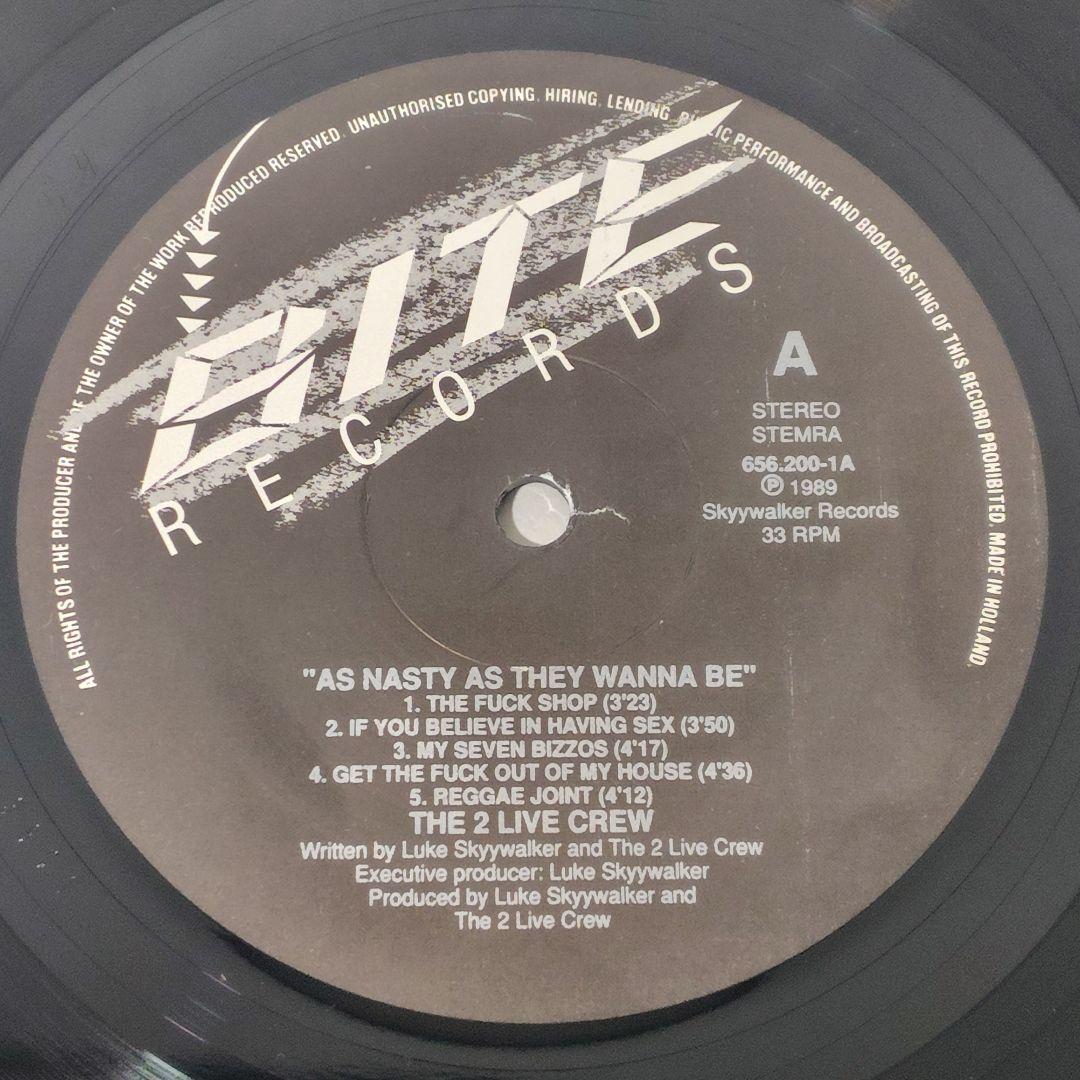 ALL RIGHTS OF THE PRODUCER AND OF THE OWNER OF THE WORK REPRODUCED RESERVED. UNAUTHORISED COPYING, HIRING, LENDING, PUBLIC PERFORMANCE AND BROADCASTING OF THIS RECORD PROHIBITED. MADE IN HOLLAND.
BITE
RECORDS
A
STEREO
STEMRA
656.200-1A
℗ 1989
Skyywalker Records
33 RPM
"AS NASTY AS THEY WANNA BE"
1. THE FUCK SHOP (3'23)
2. IF YOU BELIEVE IN HAVING SEX (3'50)
3. MY SEVEN BIZZOS (4'17)
4. GET THE FUCK OUT OF MY HOUSE (4'36)
5. REGGAE JOINT (4'12)
THE 2 LIVE CREW
Written by Luke Skyywalker and The 2 Live Crew
Executive producer: Luke Skyywalker
Produced by Luke Skyywalker and
The 2 Live Crew